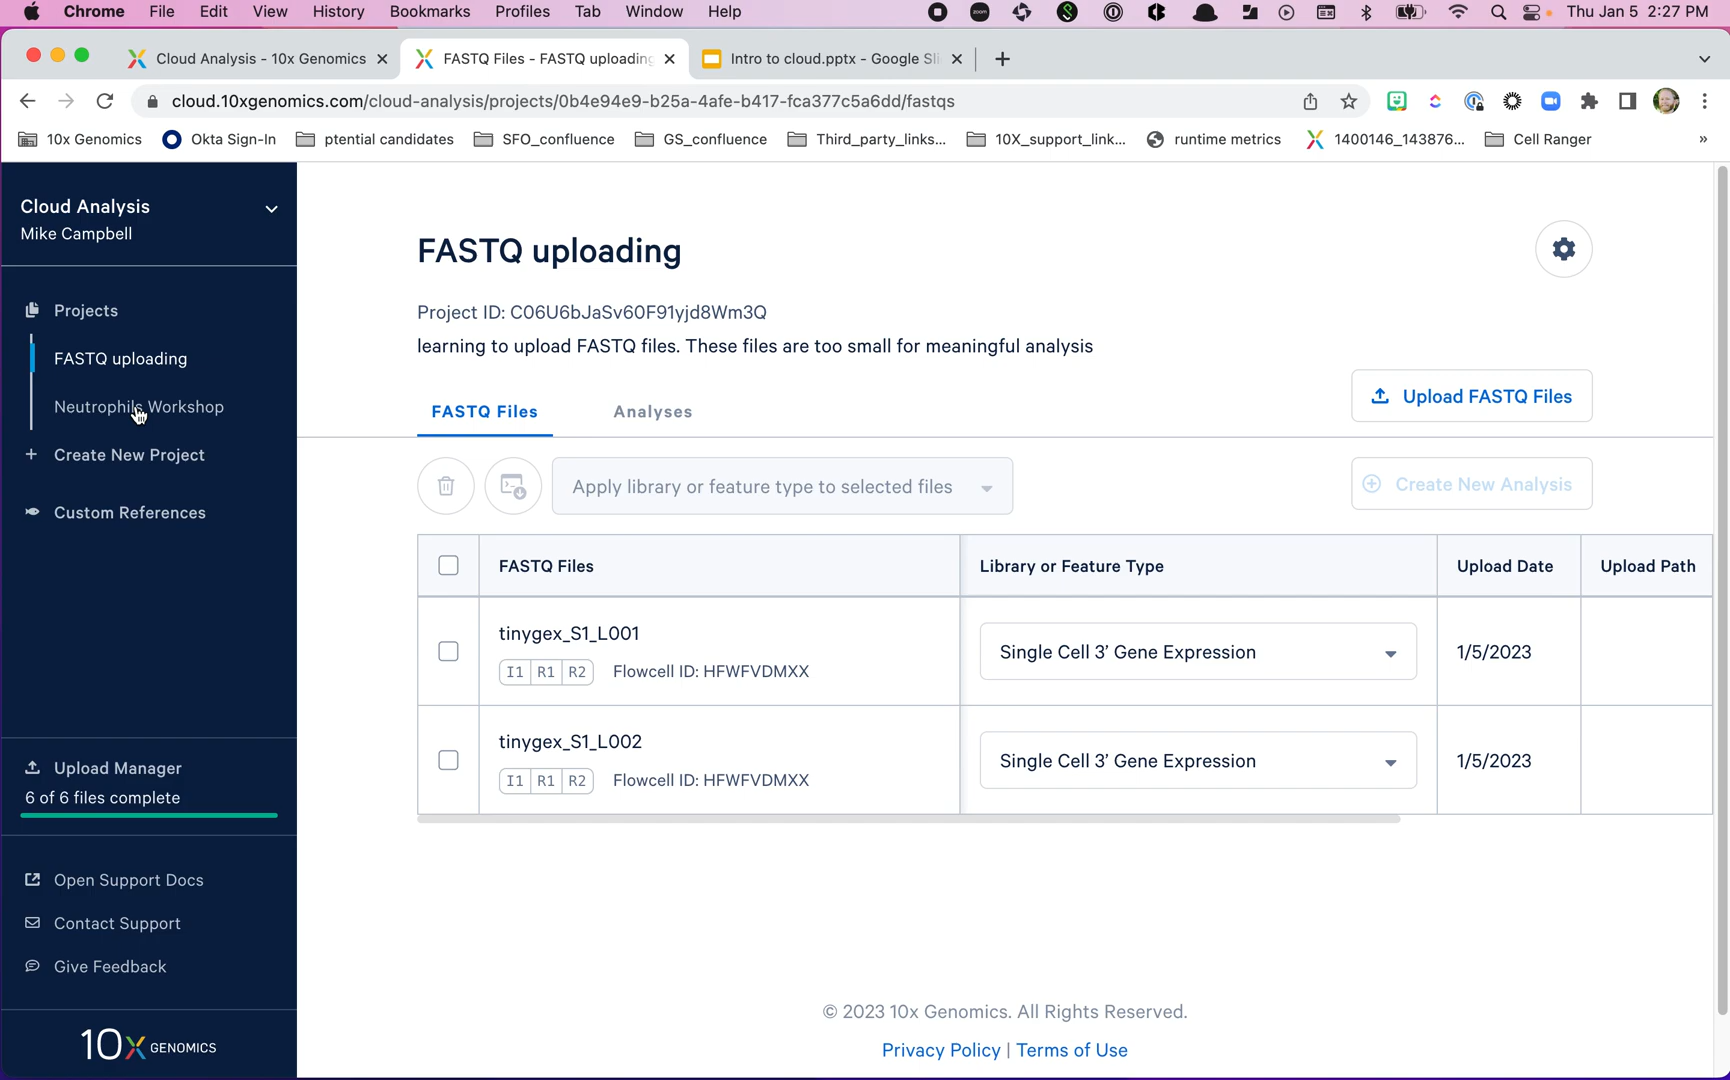 Chrome File Edit View History Bookmarks Profiles Tab Window Help zoom Thu Jan 5 2:27 PM
Cloud Analysis - 10x Genomics FASTQ Files - FASTQ uploading Intro to cloud.pptx - Google Sli
cloud.10xgenomics.com/cloud-analysis/projects/0b4e94e9-b25a-4afe-b417-fca377c5a6dd/fastqs
10x Genomics Okta Sign-In ptential candidates SFO_confluence GS_confluence Third_party_links... 10X_support_link... runtime metrics 1400146_143876... Cell Ranger »
Cloud Analysis
Mike Campbell
Projects
FASTQ uploading
Neutrophils Workshop
+ Create New Project
Custom References
Upload Manager
6 of 6 files complete
Open Support Docs
Contact Support
Give Feedback
10x GENOMICS
FASTQ uploading
Project ID: C06U6bJaSv60F91yjd8Wm3Q
learning to upload FASTQ files. These files are too small for meaningful analysis
Upload FASTQ Files
FASTQ Files Analyses
Apply library or feature type to selected files
Create New Analysis
FASTQ Files Library or Feature Type Upload Date Upload Path
tinygex_S1_L001
I1 R1 R2 Flowcell ID: HFWFVDMXX
Single Cell 3’ Gene Expression
1/5/2023
tinygex_S1_L002
I1 R1 R2 Flowcell ID: HFWFVDMXX
Single Cell 3’ Gene Expression
1/5/2023
© 2023 10x Genomics. All Rights Reserved.
Privacy Policy | Terms of Use